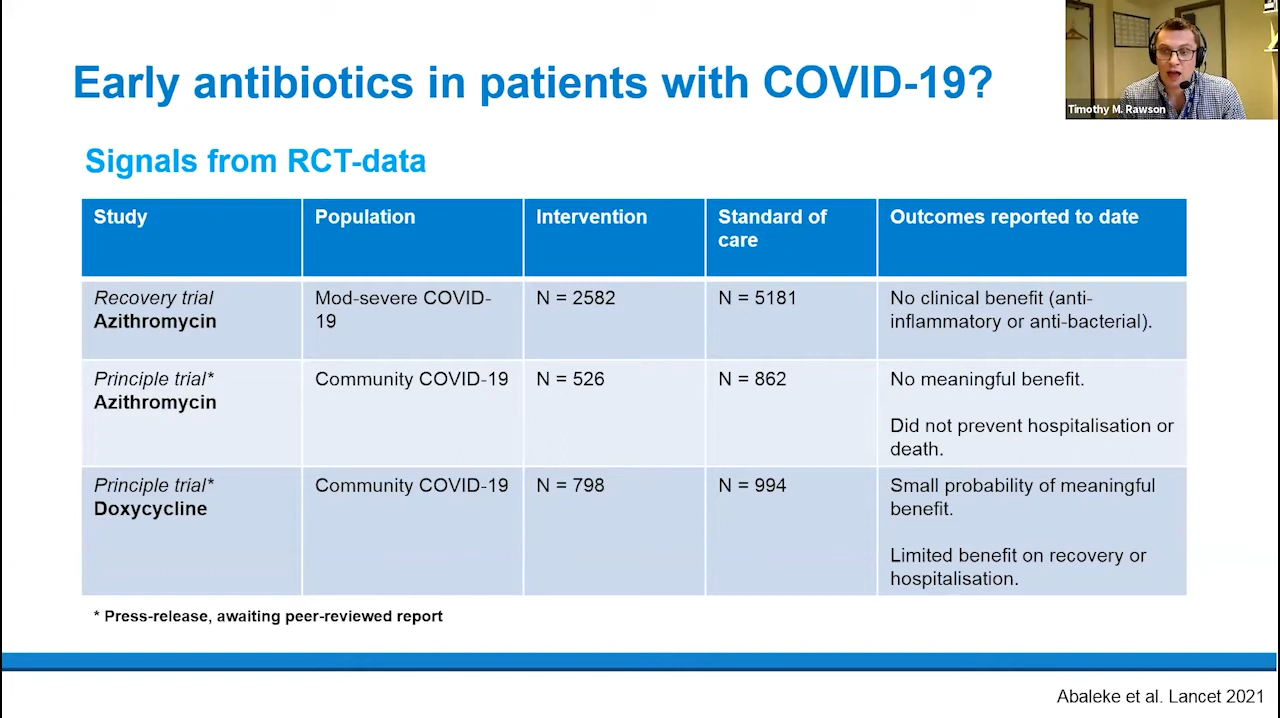 Early antibiotics in patients with COVID-19?
Timothy M. Rawson
Signals from RCT-data
Study
Population
Intervention
Standard of
care
Outcomes reported to date
Recovery trial
Azithromycin
Mod-severe COVID-
19
N = 2582
N = 5181
No clinical benefit (anti-
inflammatory or anti-bacterial).
Principle trial*
Azithromycin
Community COVID-19
N = 526
N = 862
No meaningful benefit.
Did not prevent hospitalisation or
death.
Principle trial*
Doxycycline
Community COVID-19
N = 798
N = 994
Small probability of meaningful
benefit.
Limited benefit on recovery or
hospitalisation.
* Press-release, awaiting peer-reviewed report
Abaleke et al. Lancet 2021